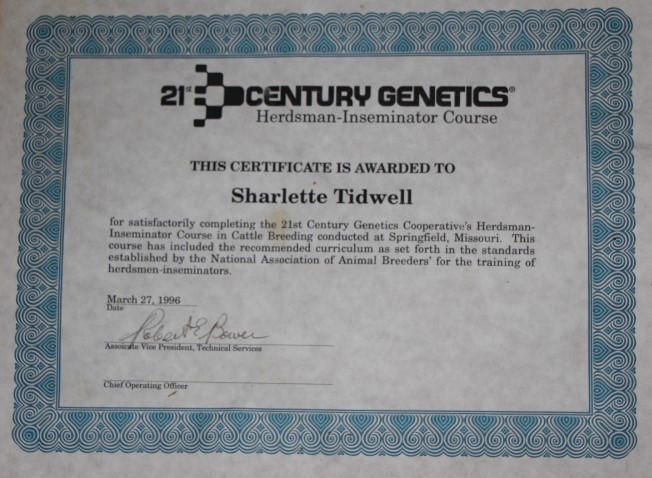 21st CENTURY GENETICS®
Herdsman-Inseminator Course
THIS CERTIFICATE IS AWARDED TO
Sharlette Tidwell
for satisfactorily completing the 21st Century Genetics Cooperative's Herdsman-
Inseminator Course in Cattle Breeding conducted at Springfield, Missouri. This
course has included the recommended curriculum as set forth in the standards
established by the National Association of Animal Breeders' for the training of
herdsmen-inseminators.
March 27, 1996
Date
Robert E Bower
Assoicate Vice President, Technical Services
Chief Operating Officer